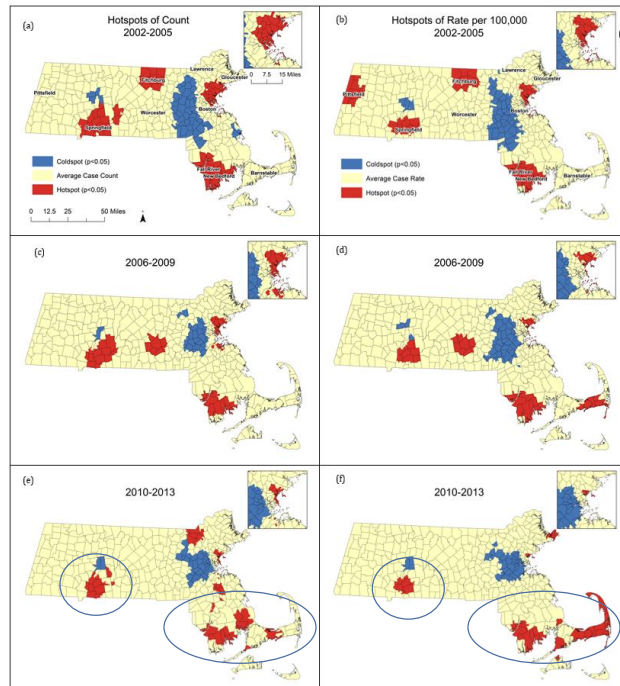 (a)
Hotspots of Count
2002-2005
0 7.5 15 Miles
Lawrence
Gloucester
Fitchburg
Pittsfield
Worcester
Boston
Springfield
Fall River
New Bedford
Barnstable
Coldspot (p<0.05)
Average Case Count
Hotspot (p<0.05)
0 12.5 25 50 Miles
(b)
Hotspots of Rate per 100,000
2002-2005
Lawrence
Gloucester
Fitchburg
Pittsfield
Worcester
Boston
Springfield
Fall River
New Bedford
Barnstable
Coldspot (p<0.05)
Average Case Rate
Hotspot (p<0.05)
(c)
2006-2009
(d)
2006-2009
(e)
2010-2013
(f)
2010-2013